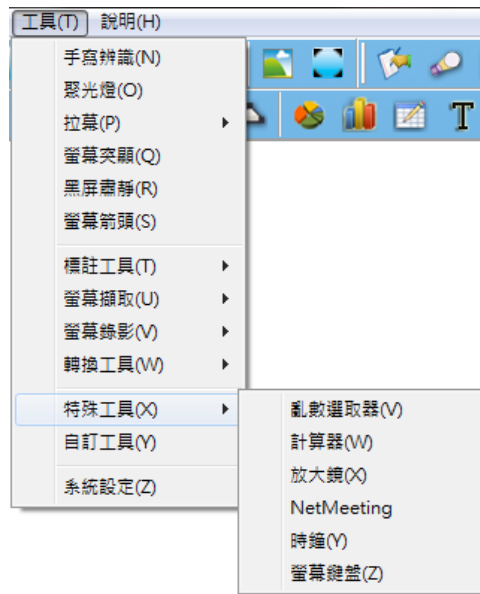 工具(T) 說明(H)
手寫辨識(N)
聚光燈(O)
拉幕(P)
螢幕突顯(Q)
黑屏肅靜(R)
螢幕箭頭(S)
標註工具(T)
螢幕擷取(U)
螢幕錄影(V)
轉換工具(W)
特殊工具(X)
自訂工具(Y)
系統設定(Z)
亂數選取器(V)
計算器(W)
放大鏡(X)
NetMeeting
時鐘(Y)
螢幕鍵盤(Z)
T